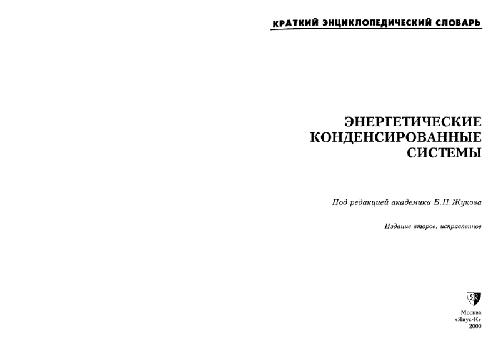 КРАТКИЙ ЭНЦИКЛОПЕДИЧЕСКИЙ СЛОВАРЬ
ЭНЕРГЕТИЧЕСКИЕ
КОНДЕНСИРОВАННЫЕ
СИСТЕМЫ
Под редакцией академика Б.П. Жукова
Издание второе, исправленное
Москва
«Янус-К»
2000